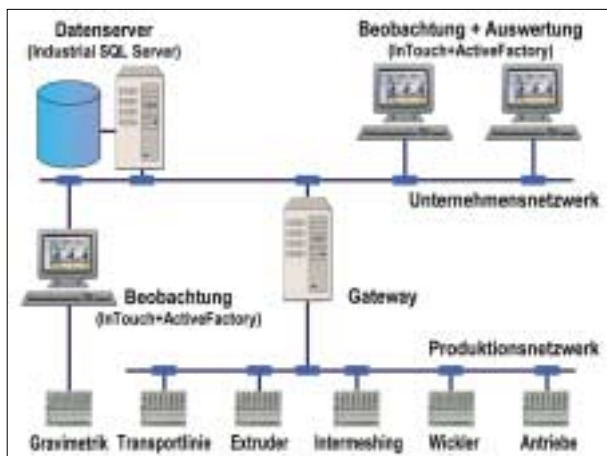 Datenserver
(Industrial SQL Server)
Beobachtung + Auswertung
(InTouch+ActiveFactory)
Unternehmensnetzwerk
Beobachtung
(InTouch+ActiveFactory)
Gateway
Produktionsnetzwerk
Gravimetrik Transportlinie Extruder Intermeshing Wickler Antriebe